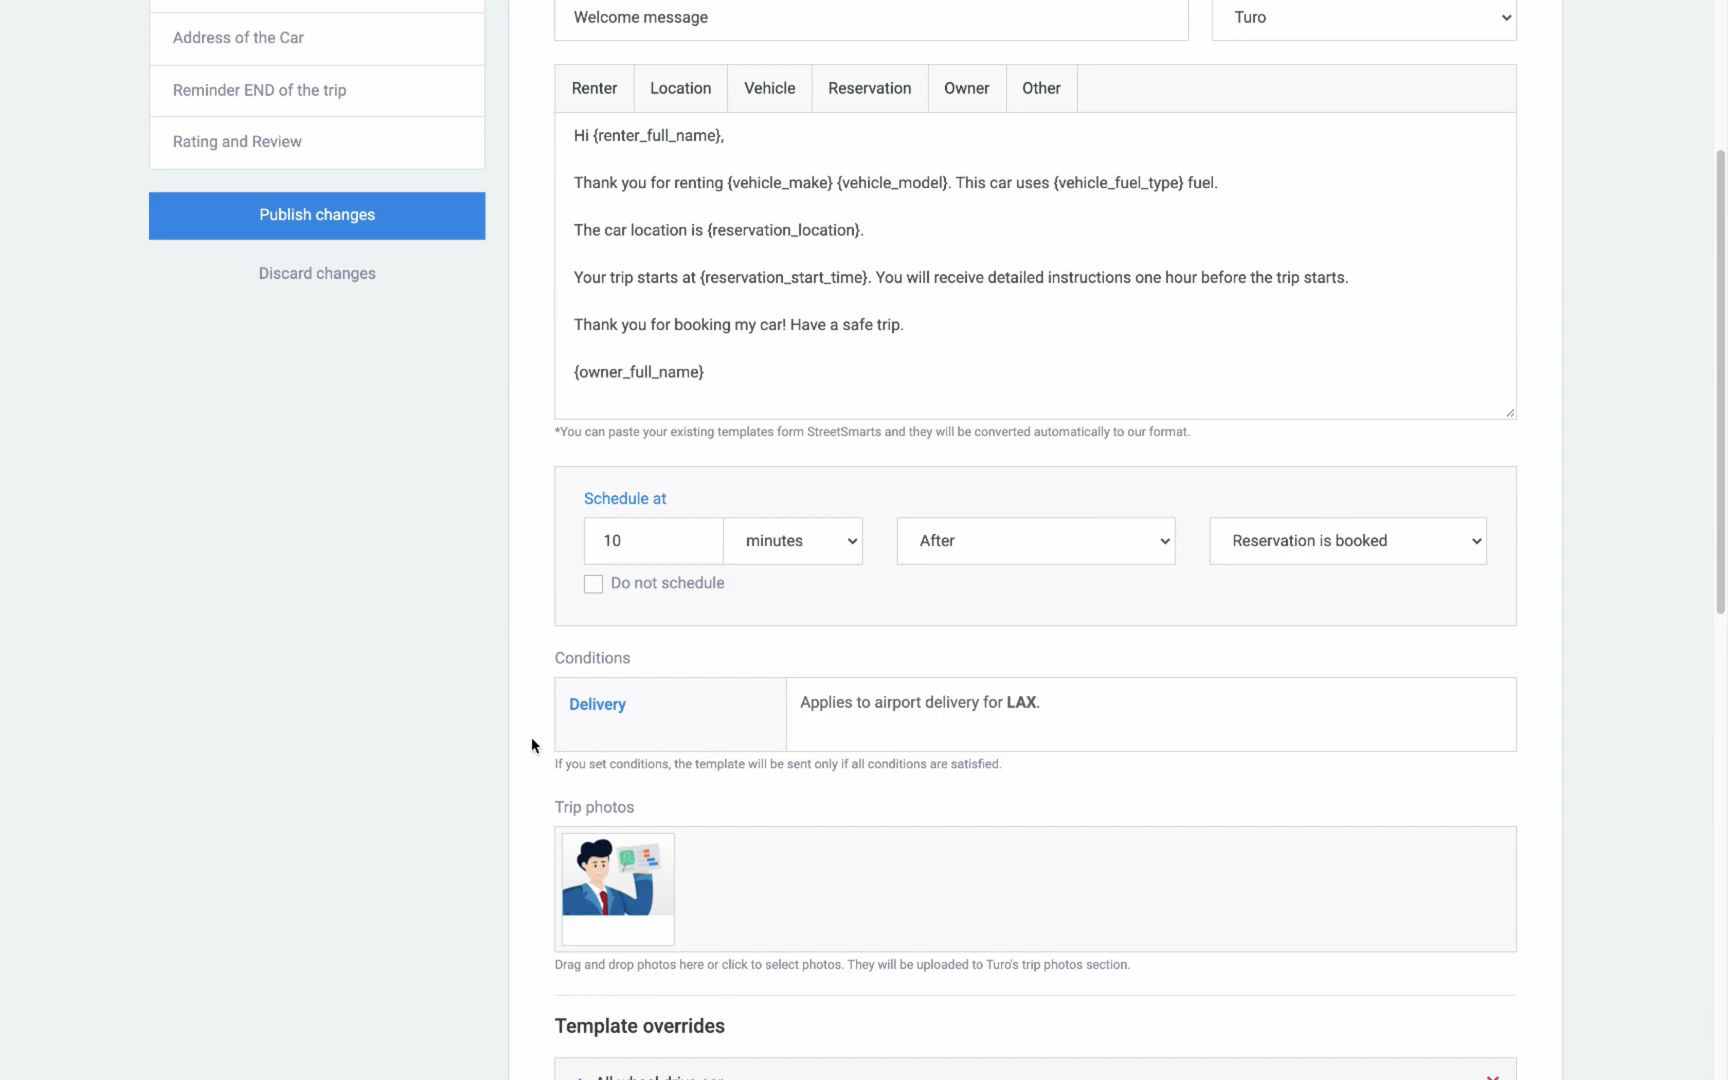 Address of the Car
Reminder END of the trip
Rating and Review
Publish changes
Discard changes
Welcome message
Turo
Renter
Location
Vehicle
Reservation
Owner
Other
Hi {renter_full_name},
Thank you for renting {vehicle_make} {vehicle_model}. This car uses {vehicle_fuel_type} fuel.
The car location is {reservation_location}.
Your trip starts at {reservation_start_time}. You will receive detailed instructions one hour before the trip starts.
Thank you for booking my car! Have a safe trip.
{owner_full_name}
*You can paste your existing templates form StreetSmarts and they will be converted automatically to our format.
Schedule at
10
minutes
After
Reservation is booked
Do not schedule
Conditions
Delivery
Applies to airport delivery for LAX.
If you set conditions, the template will be sent only if all conditions are satisfied.
Trip photos
Drag and drop photos here or click to select photos. They will be uploaded to Turo's trip photos section.
Template overrides